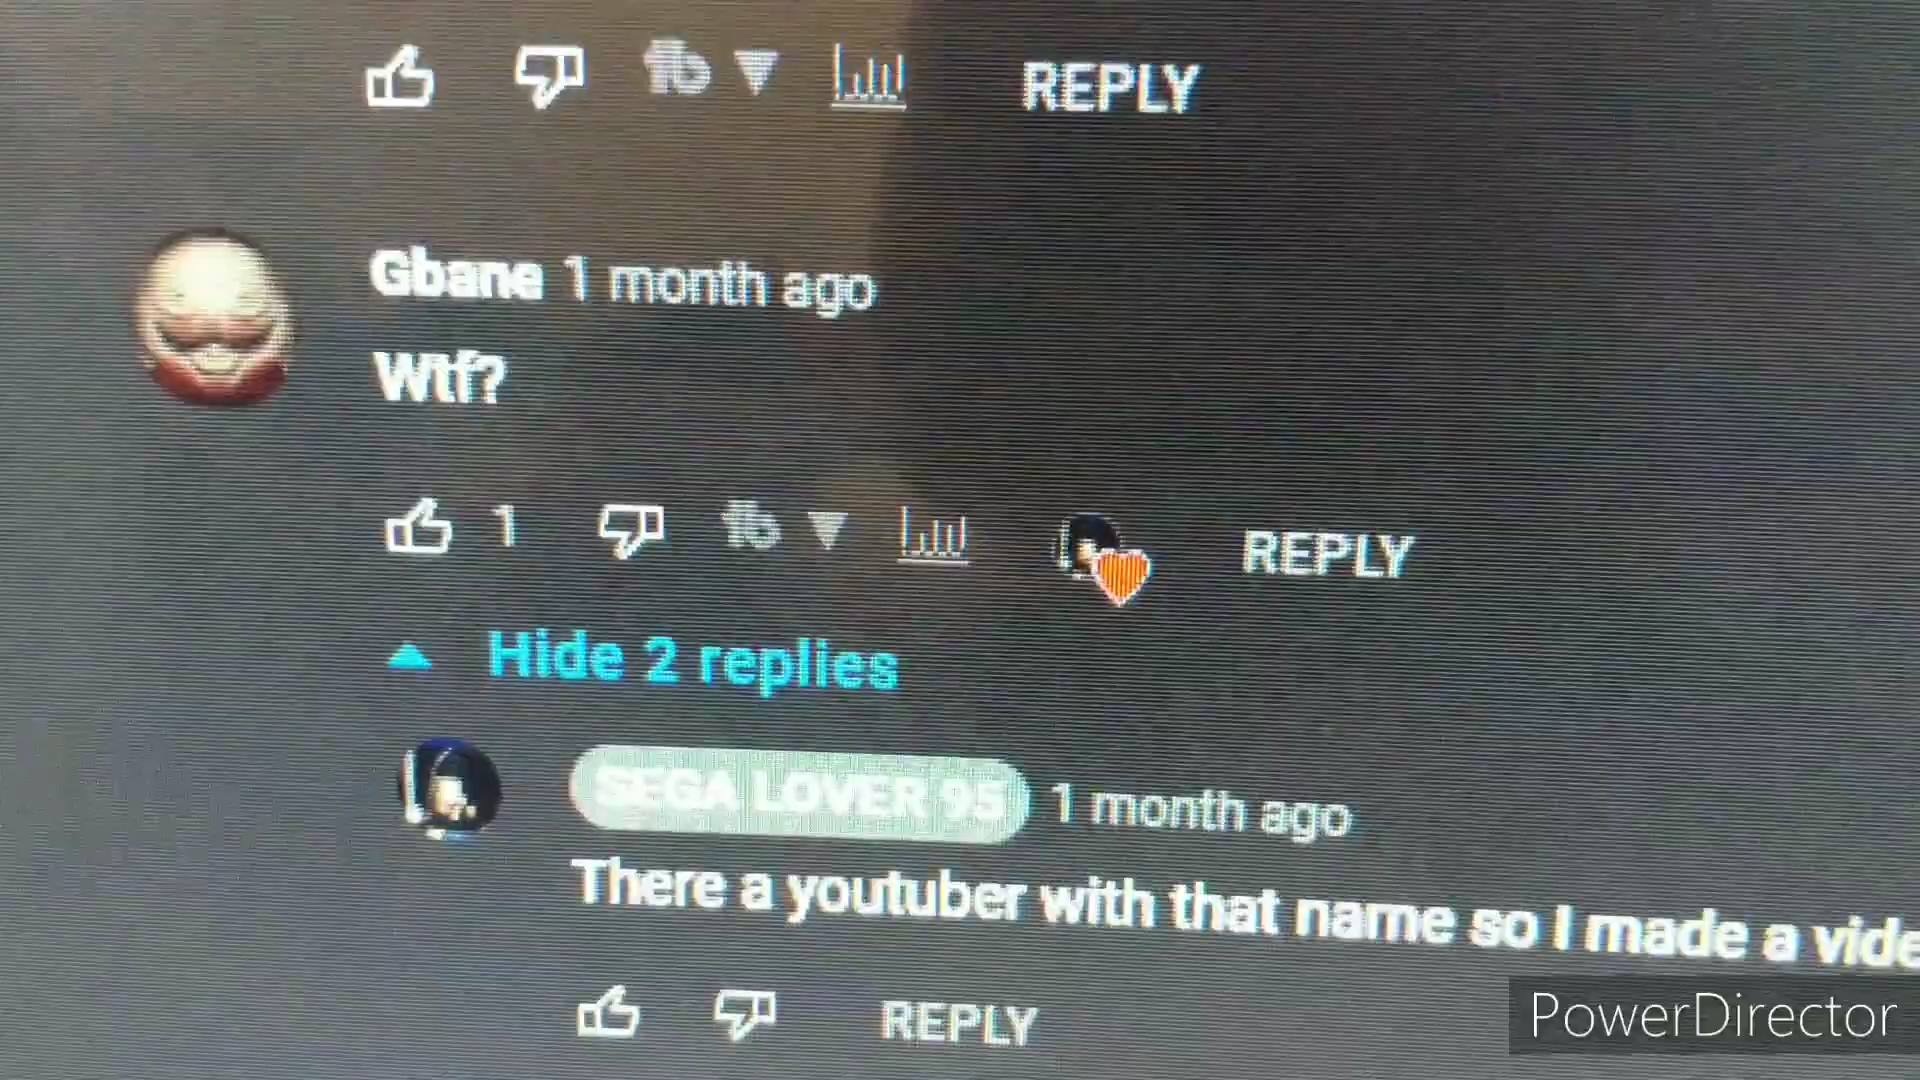 REPLY
Gbane 1 month ago
Wtf?
1 REPLY
Hide 2 replies
SEGA LOVER 95 1 month ago
There a youtuber with that name so I made a vide
REPLY
PowerDirector